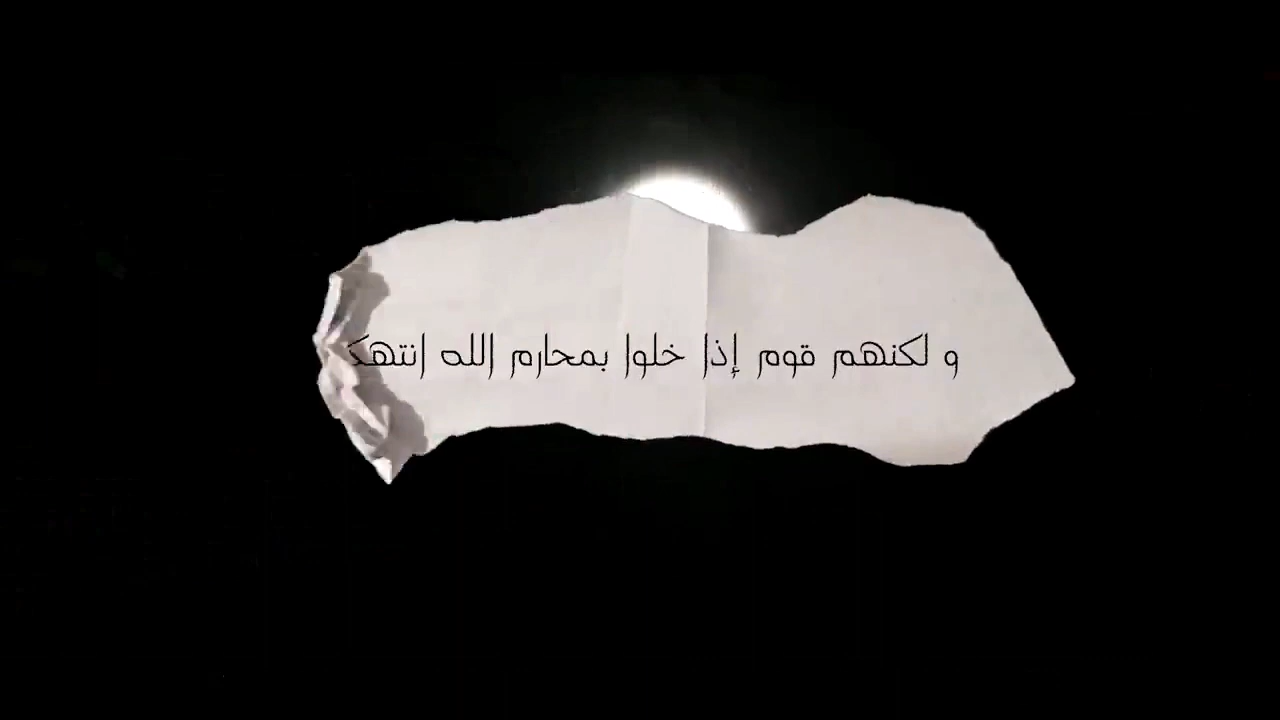 و لكنهم قوم إذا خلوا بمحارم الله انتهك